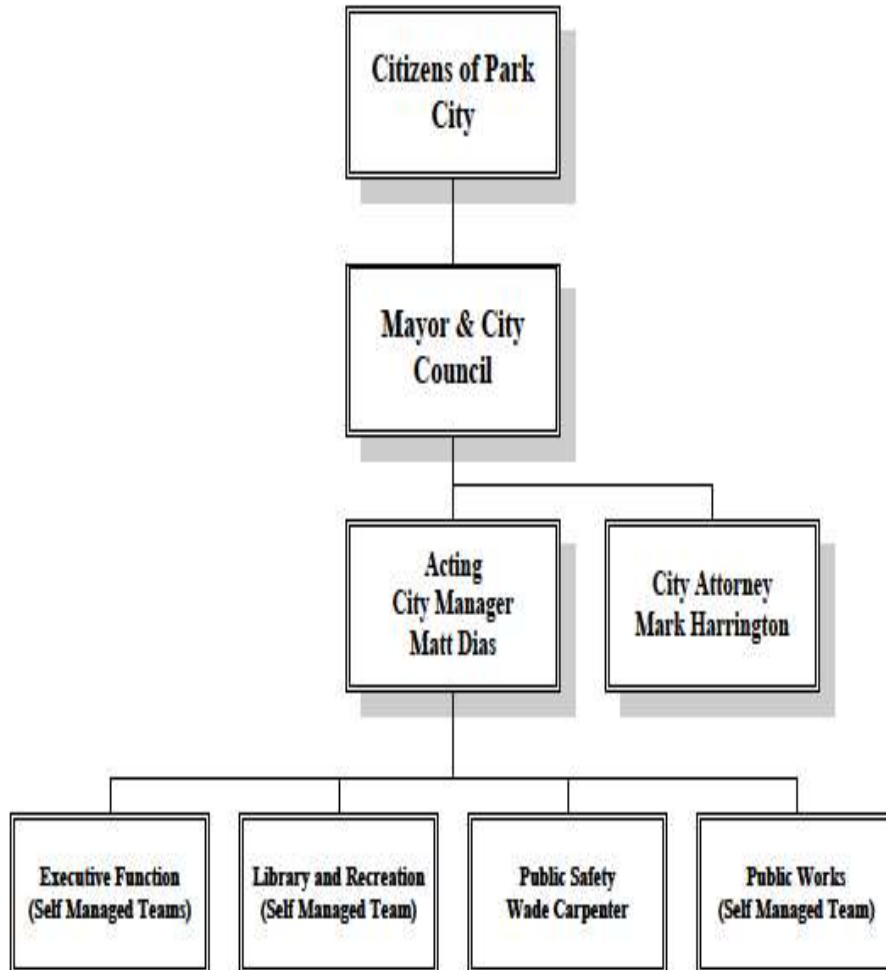 Citizens of Park
City
Mayor & City
Council
Acting
City Manager
Matt Dias
City Attorney
Mark Harrington
Executive Function
(Self Managed Teams)
Library and Recreation
(Self Managed Team)
Public Safety
Wade Carpenter
Public Works
(Self Managed Team)